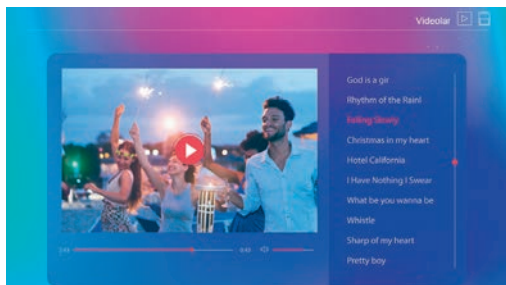 Videolar
God is a gir
Rhythm of the Rainl
Falling Slowly
Christmas in my heart
Hotel California
I Have Nothing I Swear
What be you wanna be
Whistle
Sharp of my heart
Pretty boy